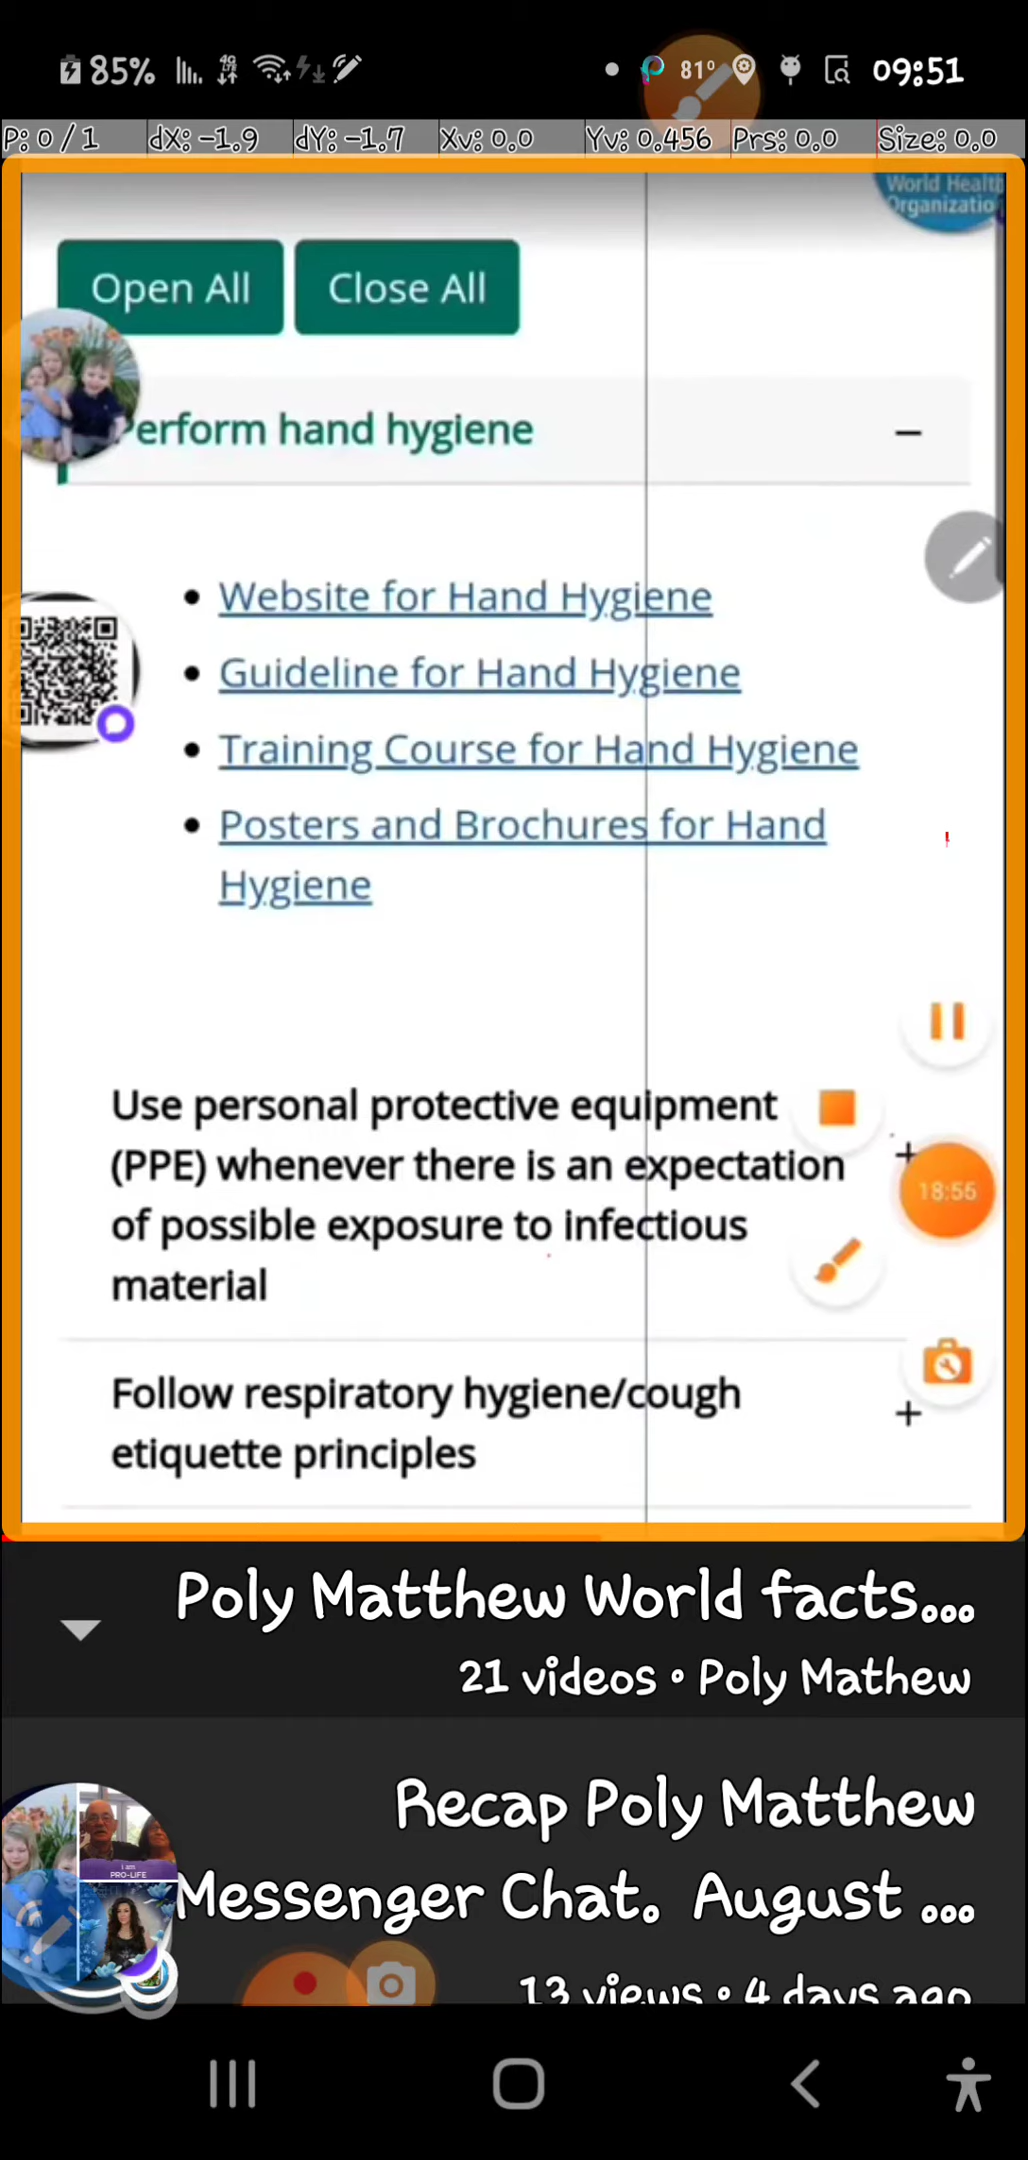 85% 4G 81° 09:51
P: 0 / 1 dX: -1.9 dY: -1.7 Xv: 0.0 Yv: 0.456 Prs: 0.0 Size: 0.0
World Health
Organizatio
Open All Close All
erform hand hygiene
Website for Hand Hygiene
Guideline for Hand Hygiene
Training Course for Hand Hygiene
Posters and Brochures for Hand
Hygiene
Use personal protective equipment
(PPE) whenever there is an expectation
of possible exposure to infectious
material
18:56
Follow respiratory hygiene/cough
etiquette principles
Poly Matthew World facts...
21 videos • Poly Mathew
Recap Poly Matthew
Messenger Chat. August ...
i am
PRO-LIFE
13 views • 4 days ago